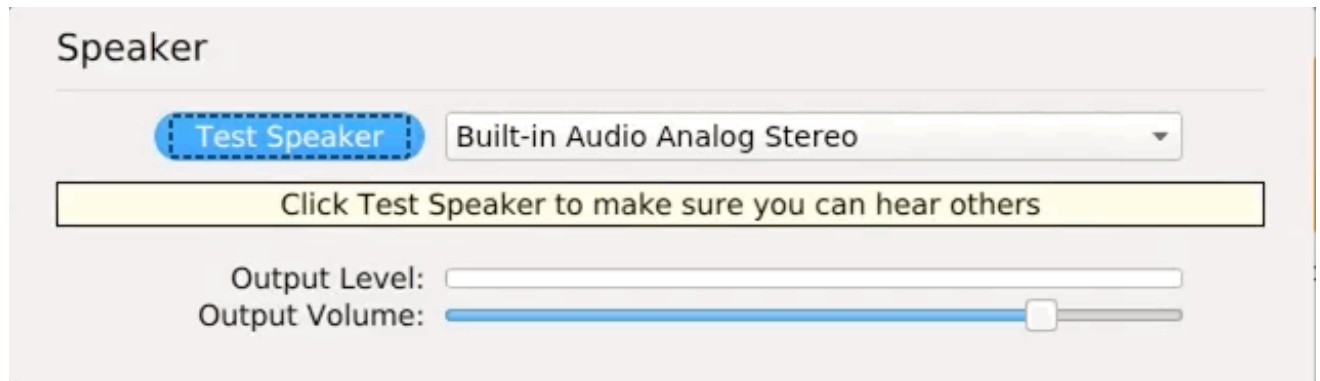 Speaker
Test Speaker Built-in Audio Analog Stereo
Click Test Speaker to make sure you can hear others
Output Level:
Output Volume: